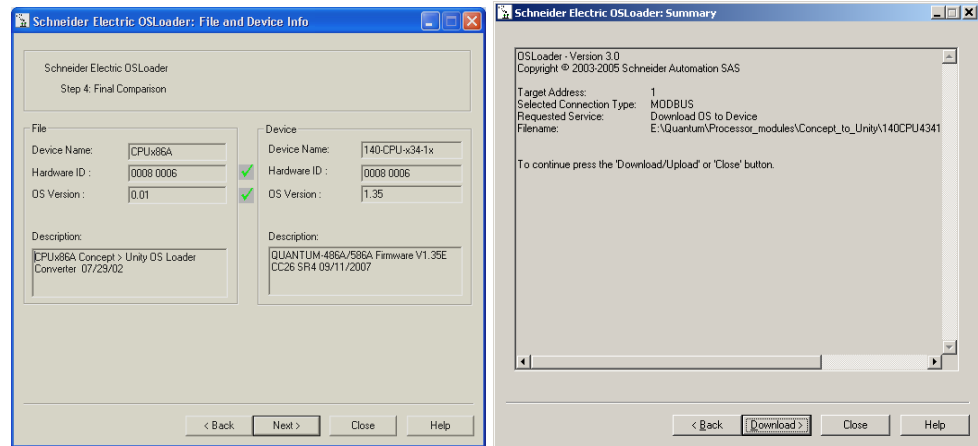 Schneider Electric OSLoader: File and Device Info
Schneider Electric OSLoader
Step 4: Final Comparison
File
Device Name: CPUx86A
Hardware ID : 0008 0006
OS Version : 0.01
Description:
CPUx86A Concept > Unity OS Loader
Converter 07/29/02
Device
Device Name: 140-CPU-x34-1x
Hardware ID : 0008 0006
OS Version : 1.35
Description:
QUANTUM-486A/586A Firmware V1.35E
CC26 SR4 09/11/2007
< Back Next > Close Help
Schneider Electric OSLoader: Summary
OSLoader - Version 3.0
Copyright © 2003-2005 Schneider Automation SAS
Target Address: 1
Selected Connection Type: MODBUS
Requested Service: Download OS to Device
Filename: E:\Quantum\Processor_modules\Concept_to_Unity\140CPU4341
To continue press the 'Download/Upload' or 'Close' button.
< Back Download > Close Help